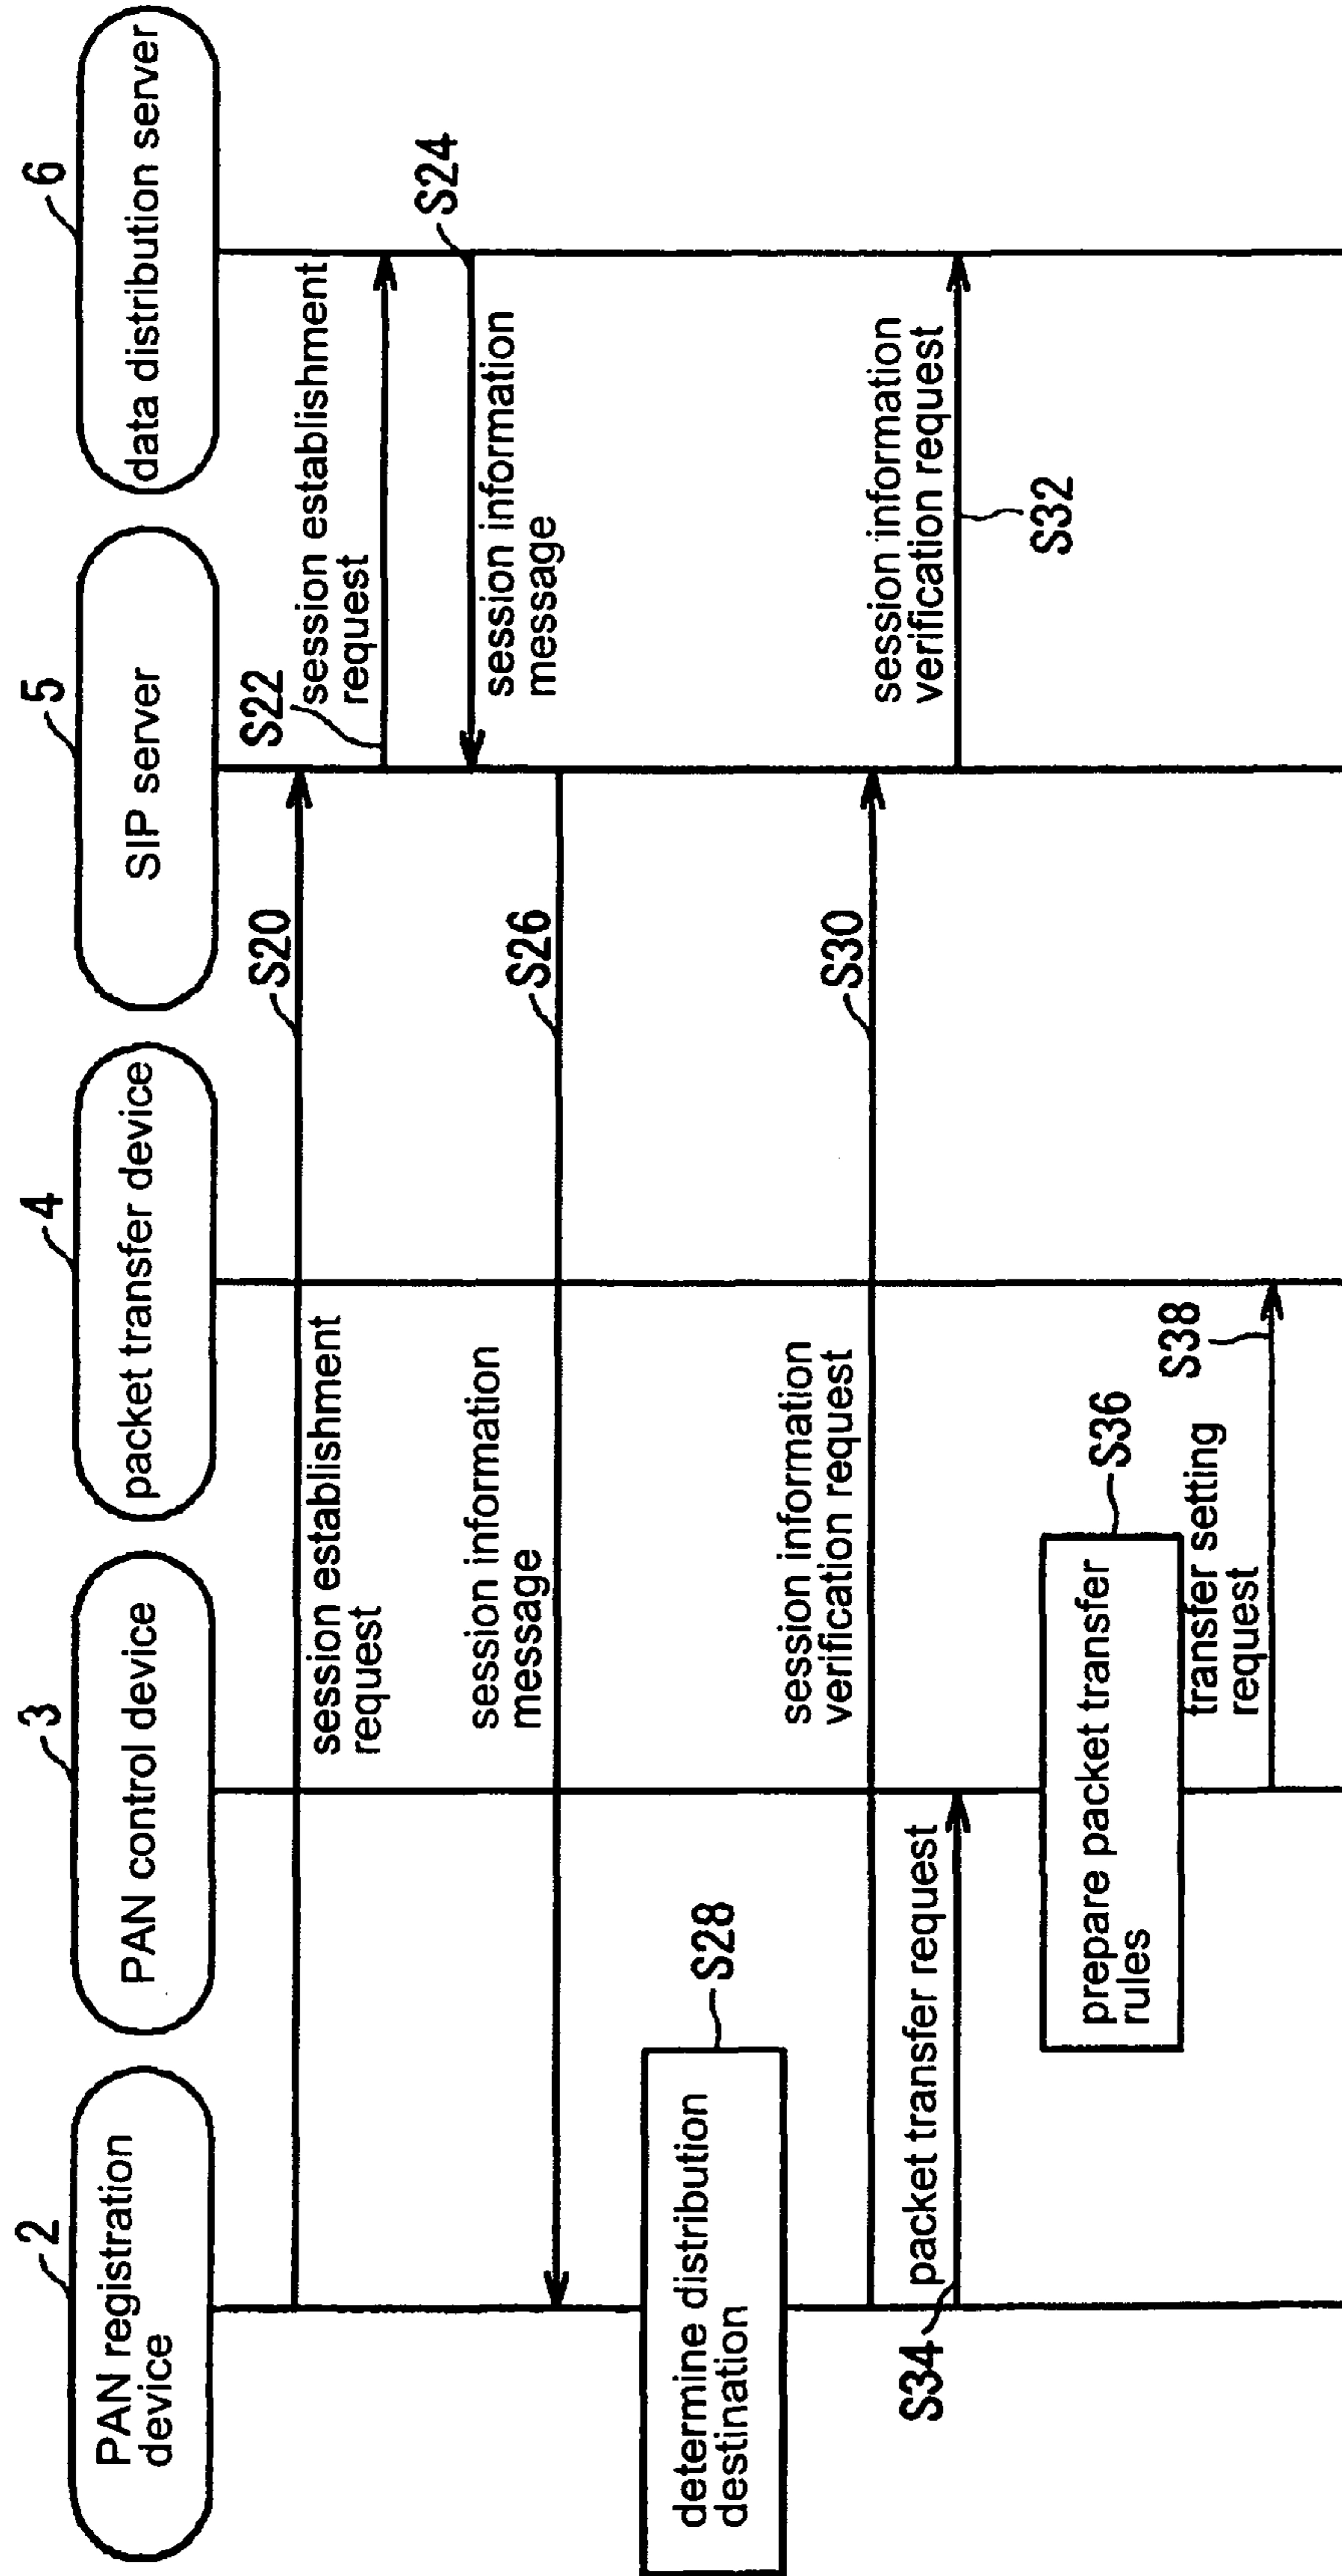 2
PAN registration
device
3
PAN control device
4
packet transfer device
5
SIP server
6
data distribution server
S20
session establishment
request
S22
session establishment
request
S24
session information
message
S26
session information
message
S28
determine distribution
destination
S30
session information
verification request
S32
session information
verification request
S34
packet transfer request
S36
prepare packet transfer
rules
S38
transfer setting
request